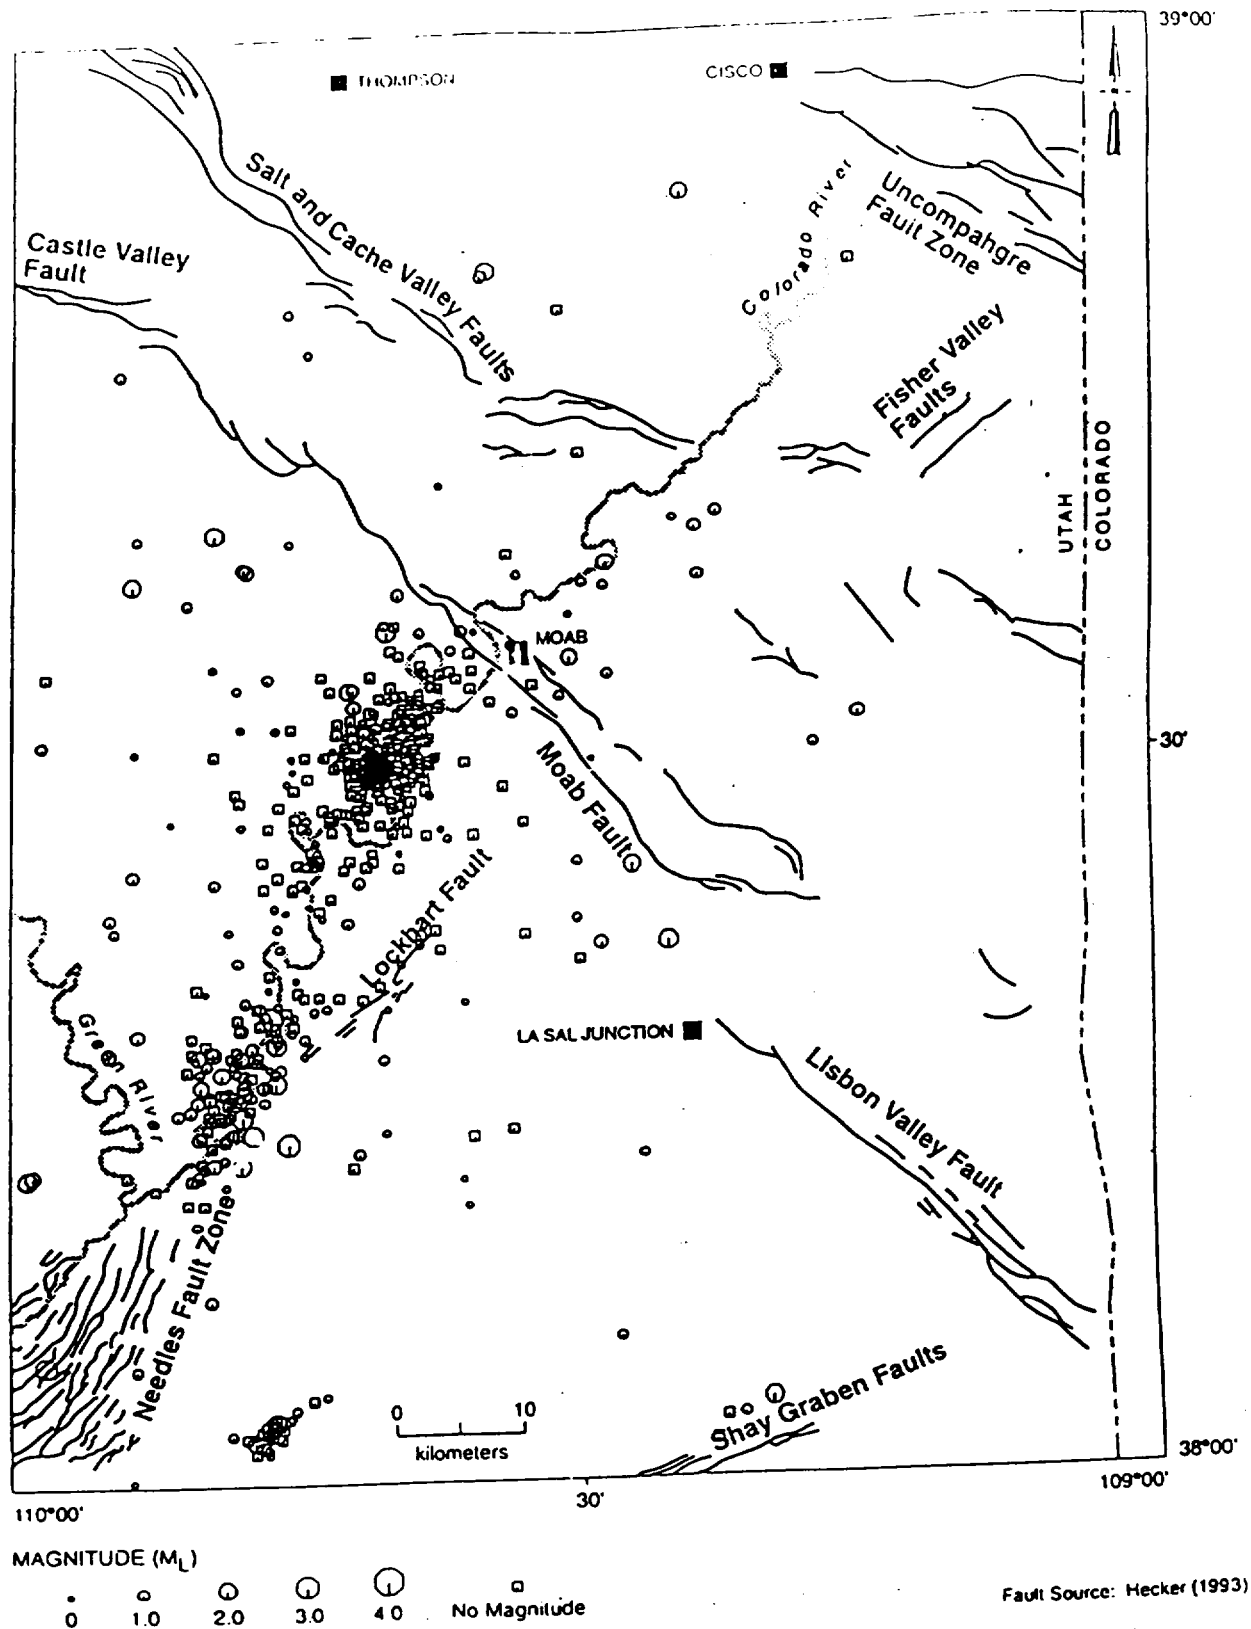 39°00'
THOMPSON
CISCO
Salt and Cache Valley Faults
Colorado River
Uncompahgre
Fault Zone
Castle Valley
Fault
Fisher Valley
Faults
UTAH
COLORADO
MOAB
30'
Moab Fault
Lockhart Fault
Green River
LA SAL JUNCTION
Lisbon Valley Fault
Needles Fault Zone
Shay Graben Faults
0 10
kilometers
38°00'
110°00'
30'
109°00'
MAGNITUDE (ML)
0 1.0 2.0 3.0 4.0 No Magnitude
Fault Source: Hecker (1993)